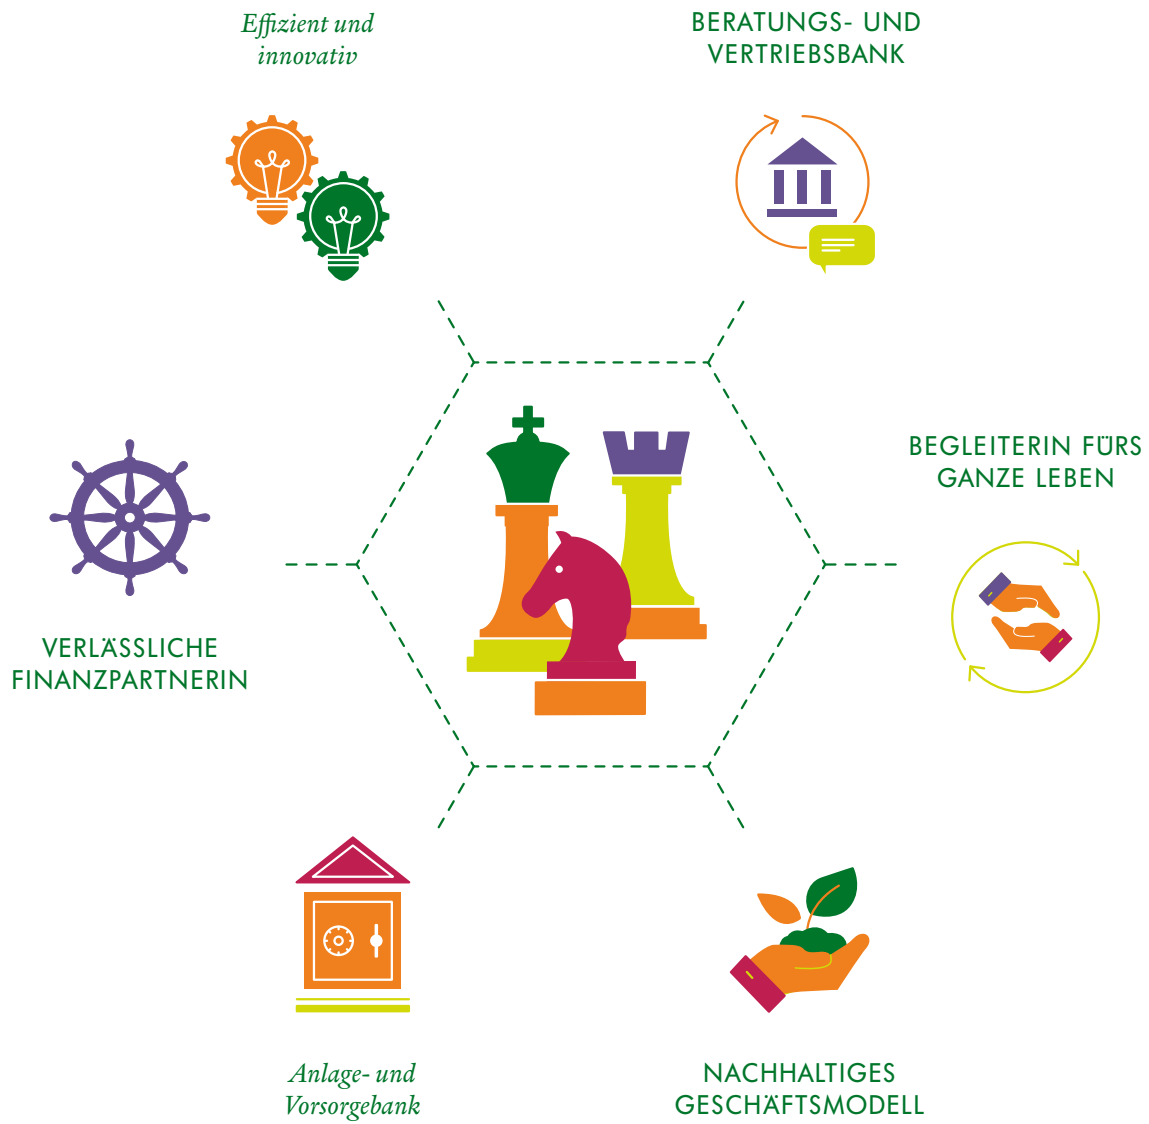 Effizient und
innovativ
BERATUNGS- UND
VERTRIEBSBANK
BEGLEITERIN FÜRS
GANZE LEBEN
VERLÄSSLICHE
FINANZPARTNERIN
Anlage- und
Vorsorgebank
NACHHALTIGES
GESCHÄFTSMODELL